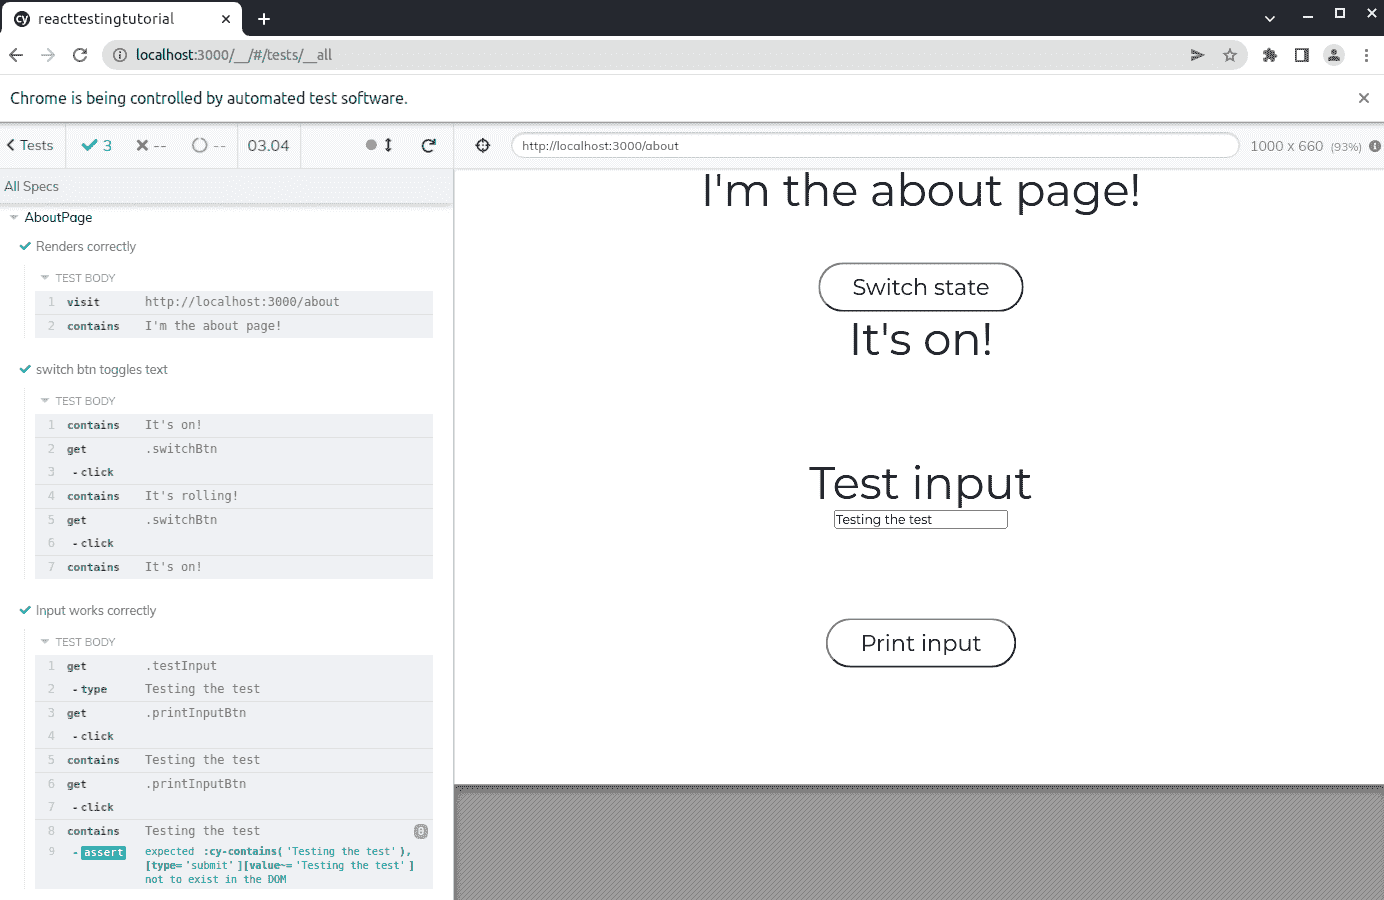 reacttestingtutorial
localhost:3000/__/#/tests/__all
Chrome is being controlled by automated test software.
Tests 3 -- -- 03.04
http://localhost:3000/about 1000 x 660 (93%)
All Specs
AboutPage
Renders correctly
TEST BODY
1 visit http://localhost:3000/about
2 contains I'm the about page!
switch btn toggles text
TEST BODY
1 contains It's on!
2 get .switchBtn
3 -click
4 contains It's rolling!
5 get .switchBtn
6 -click
7 contains It's on!
Input works correctly
TEST BODY
1 get .testInput
2 -type Testing the test
3 get .printInputBtn
4 -click
5 contains Testing the test
6 get .printInputBtn
7 -click
8 contains Testing the test 0
9 -assert expected :cy-contains('Testing the test'),
[type='submit'][value~='Testing the test']
not to exist in the DOM
I'm the about page!
Switch state
It's on!
Test input
Testing the test
Print input